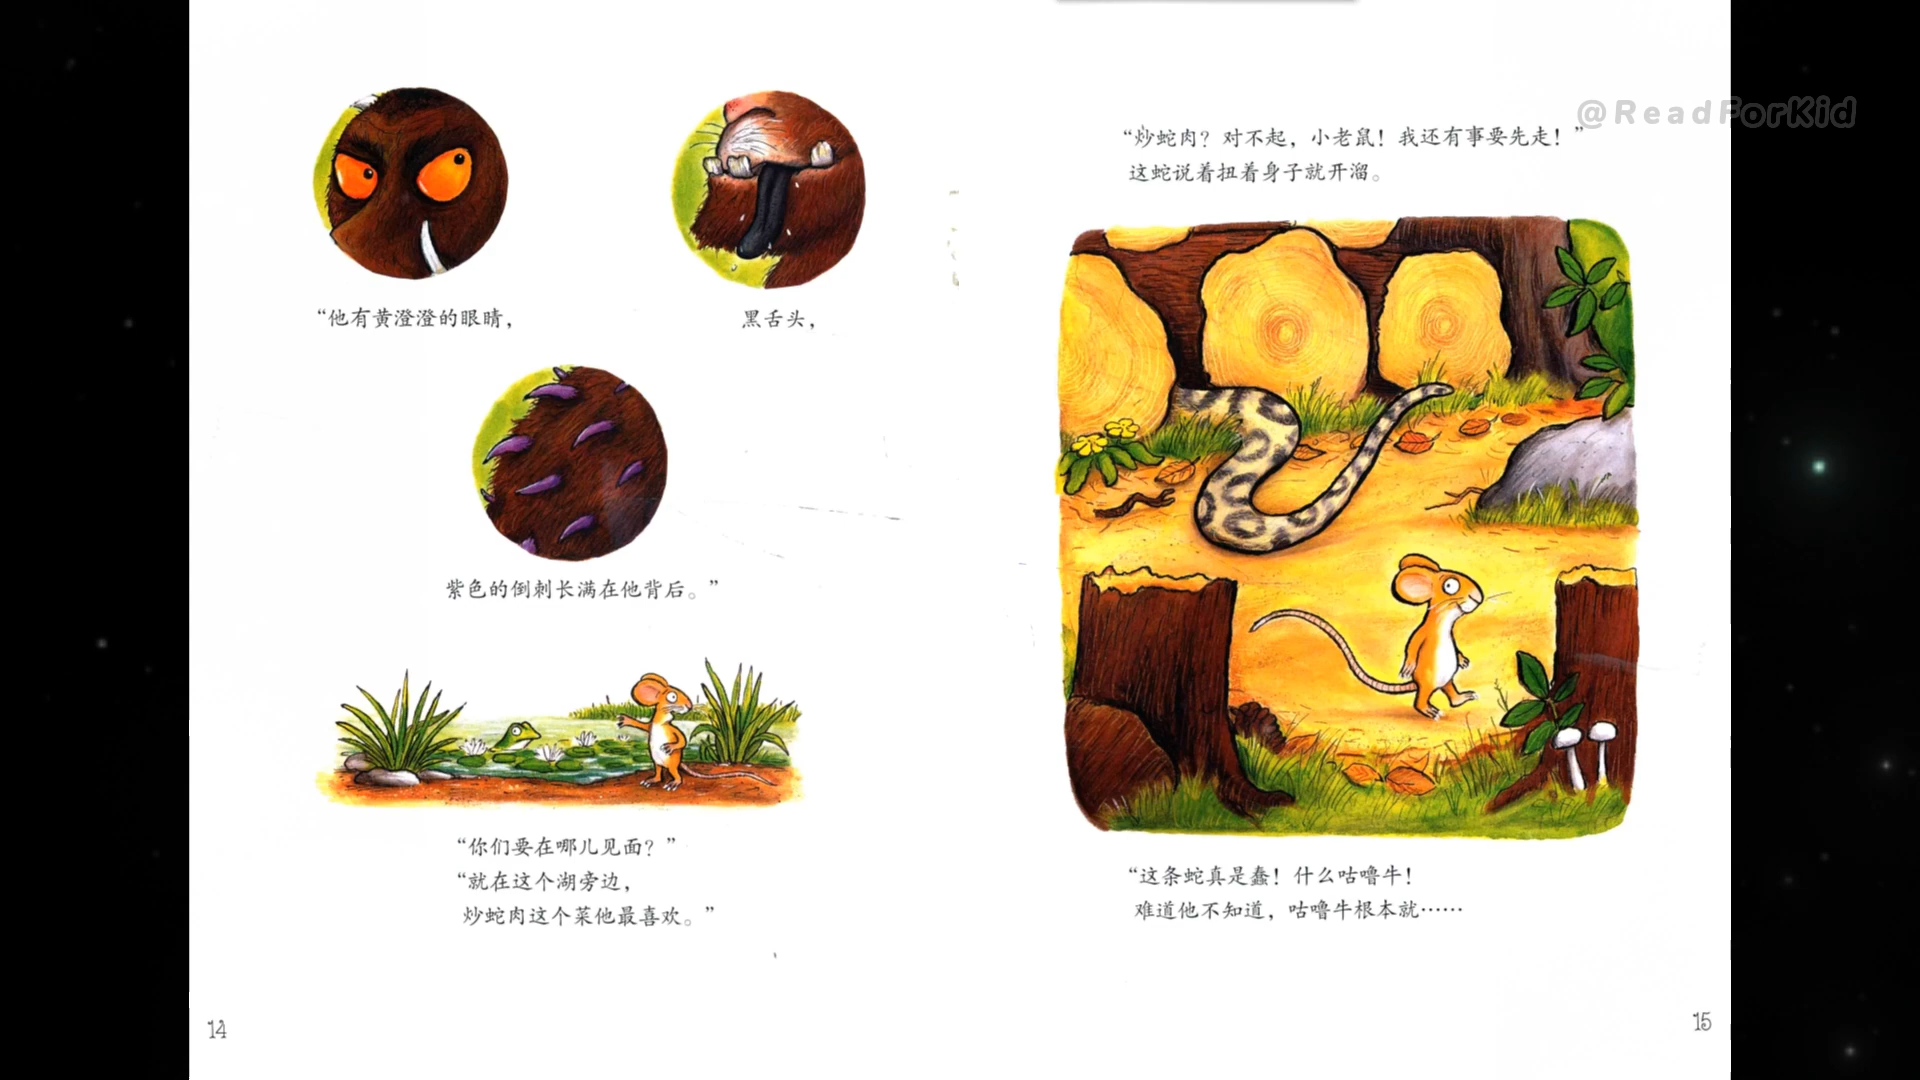 “他有黄澄澄的眼睛，
黑舌头，
紫色的倒刺长满在他背后。”
“你们要在哪儿见面？”
“就在这个湖旁边，
炒蛇肉这个菜他最喜欢。”
14
@ReadForKid
“炒蛇肉？对不起，小老鼠！我还有事要先走！”
这蛇说着扭着身子就开溜。
“这条蛇真是蠢！什么咕噜牛！
难道他不知道，咕噜牛根本就……
15